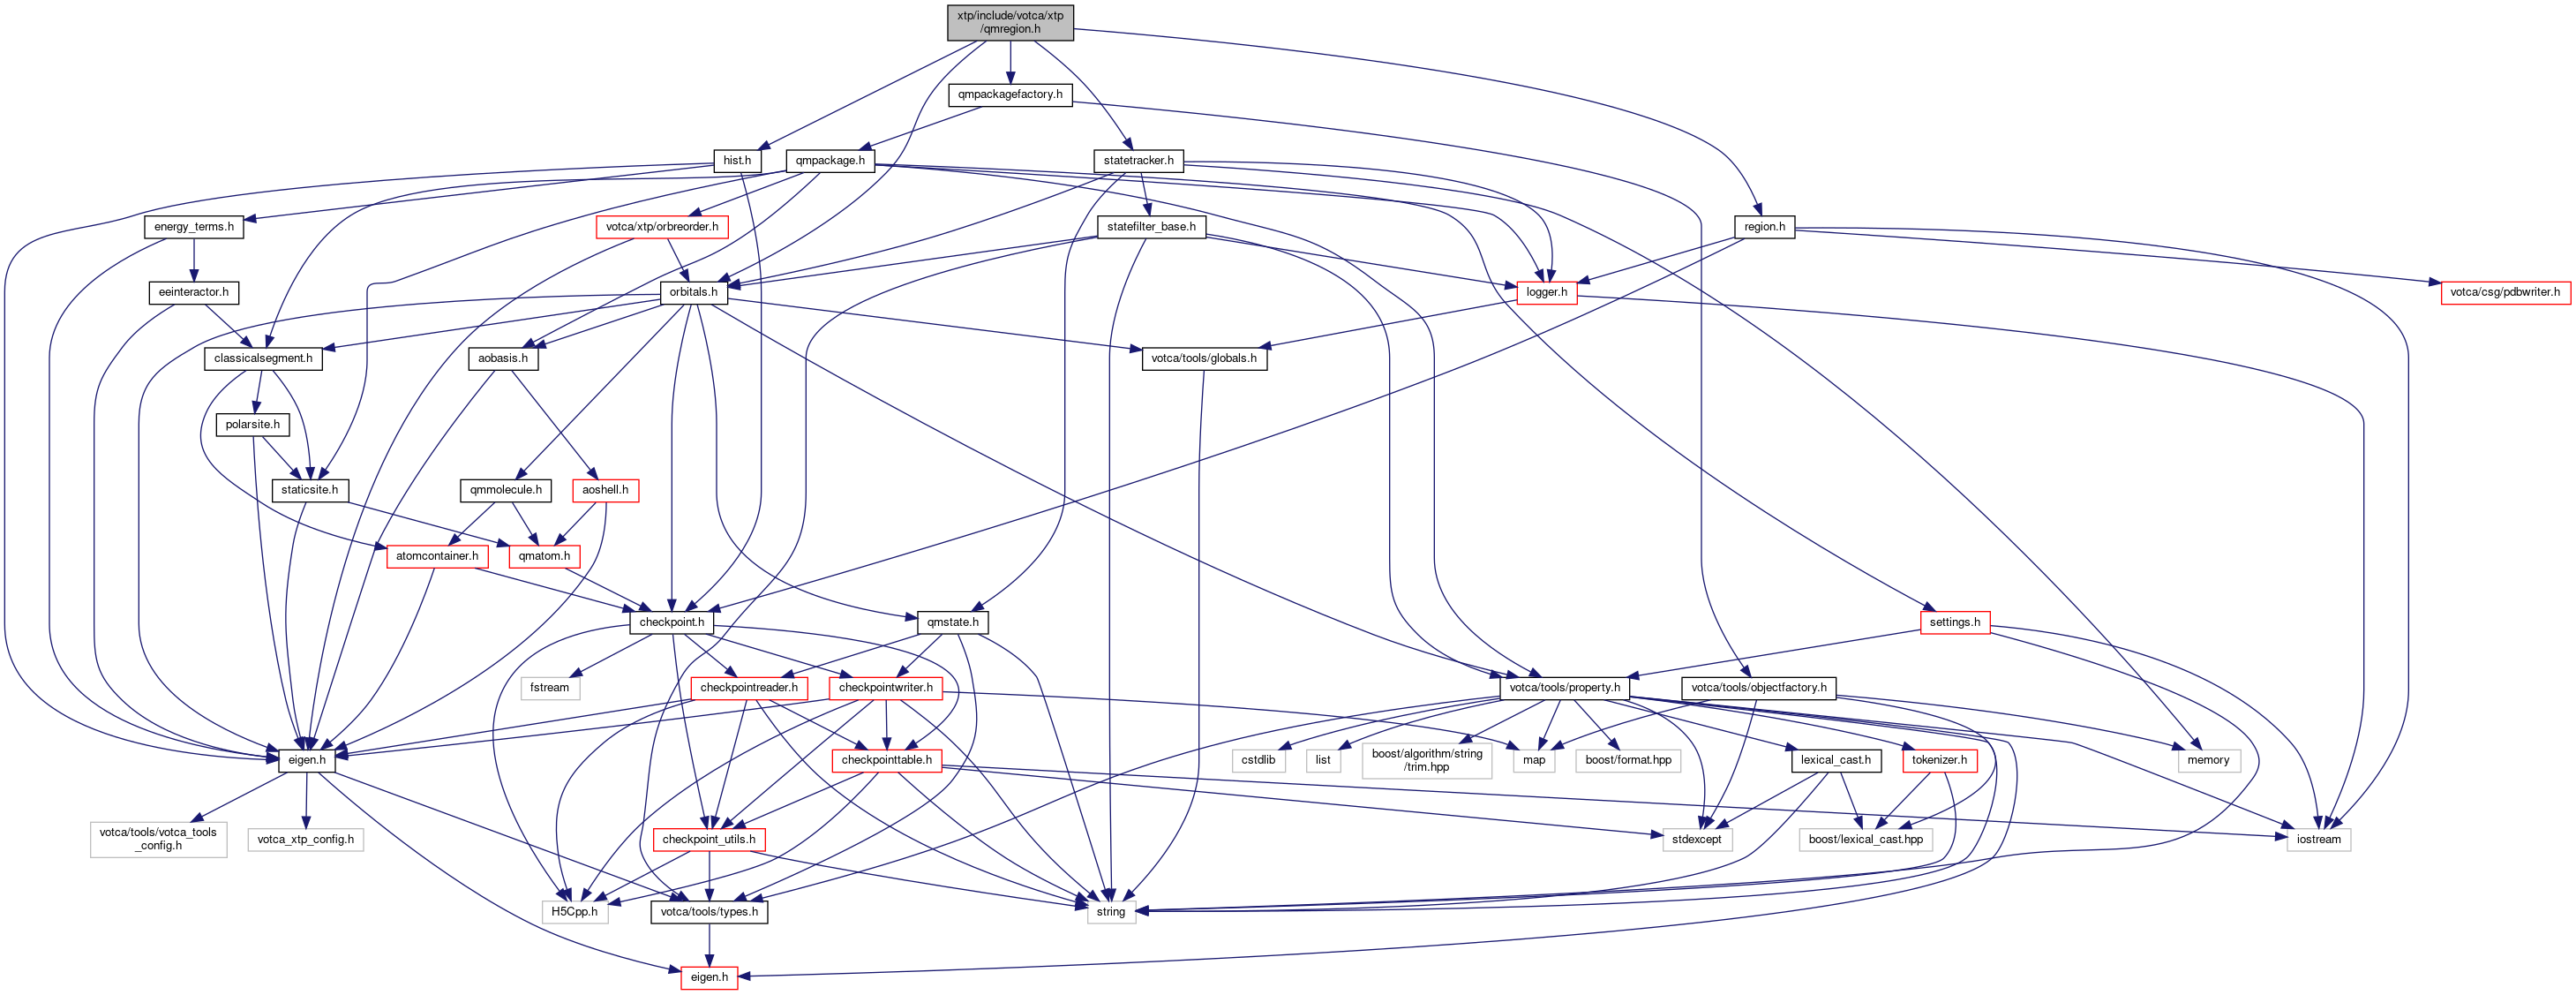 xtp/include/votca/xtp
/qmregion.h
qmpackagefactory.h
hist.h
qmpackage.h
statetracker.h
energy_terms.h
votca/xtp/orbreorder.h
statefilter_base.h
region.h
eeinteractor.h
orbitals.h
logger.h
votca/csg/pdbwriter.h
classicalsegment.h
aobasis.h
votca/tools/globals.h
polarsite.h
staticsite.h
qmmolecule.h
aoshell.h
atomcontainer.h
qmatom.h
checkpoint.h
qmstate.h
settings.h
fstream
checkpointreader.h
checkpointwriter.h
votca/tools/property.h
votca/tools/objectfactory.h
eigen.h
checkpointtable.h
cstdlib
list
boost/algorithm/string
/trim.hpp
map
boost/format.hpp
lexical_cast.h
tokenizer.h
memory
votca/tools/votca_tools
_config.h
votca_xtp_config.h
checkpoint_utils.h
stdexcept
boost/lexical_cast.hpp
iostream
H5Cpp.h
votca/tools/types.h
string
eigen.h